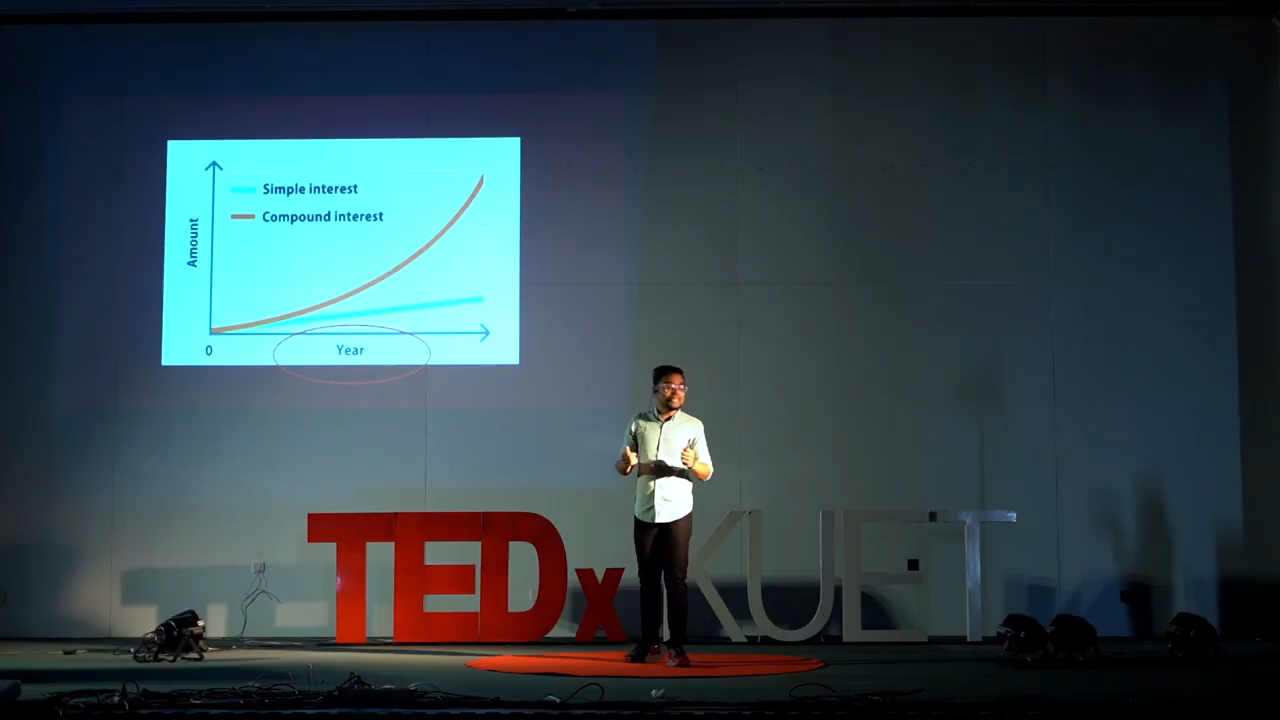 Simple interest
Compound interest
Amount
0
Year
TEDx KUET